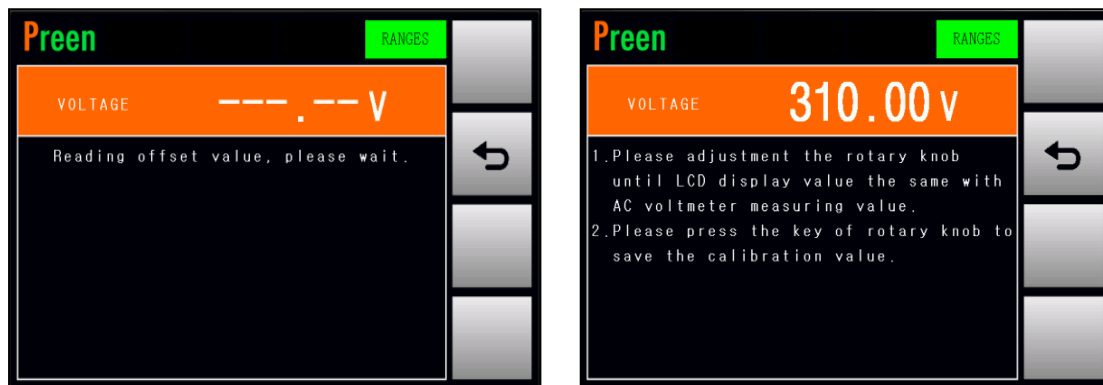 Preen
RANGES
VOLTAGE ---.-- V
Reading offset value, please wait.
Preen
RANGES
VOLTAGE 310.00 V
1.Please adjustment the rotary knob
until LCD display value the same with
AC voltmeter measuring value.
2.Please press the key of rotary knob to
save the calibration value.